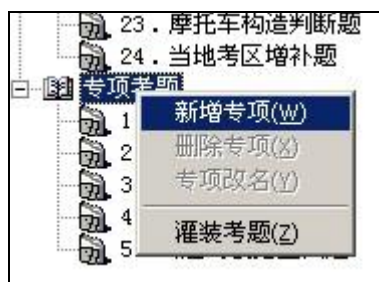 23．摩托车构造判断题
24．当地考区增补题
专项考题
1
新增专项(W)
2
删除专项(X)
3
专项改名(Y)
4
灌装考题(Z)
5